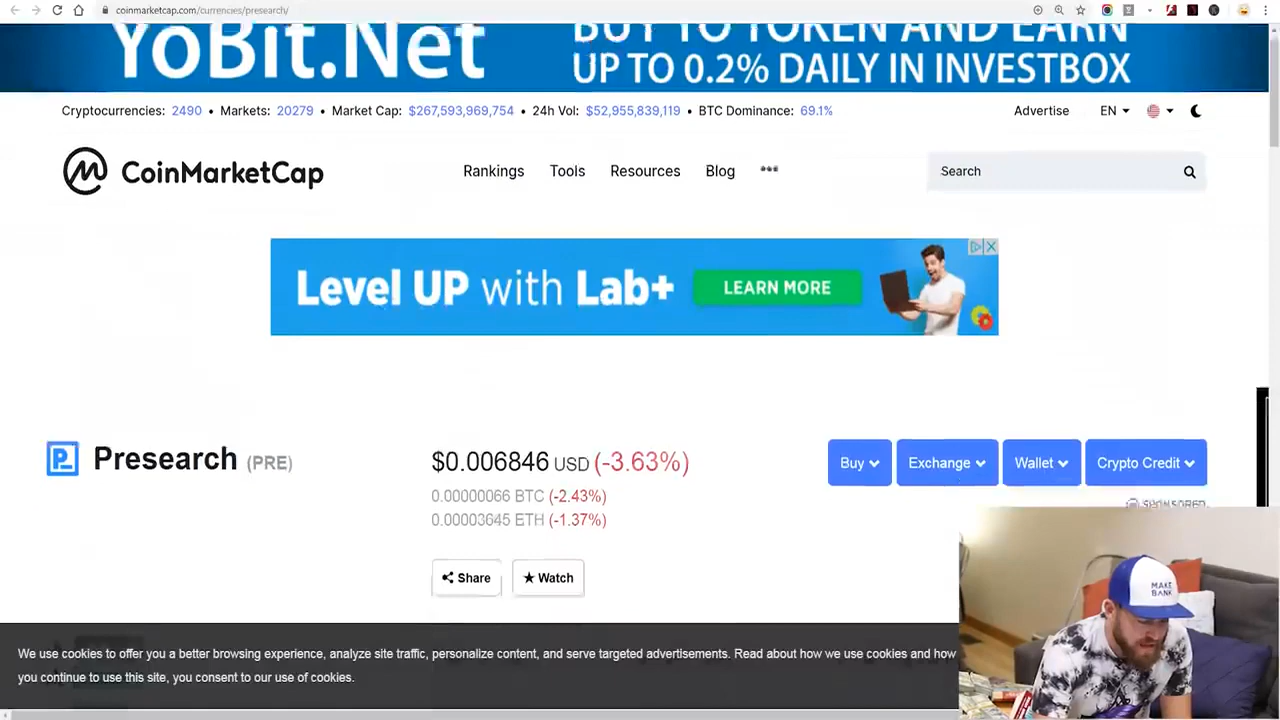 coinmarketcap.com/currencies/presearch/
YoBit.Net
BUY YO TOKEN AND EARN
UP TO 0.2% DAILY IN INVESTBOX
Cryptocurrencies: 2490 • Markets: 20279 • Market Cap: $267,593,969,754 • 24h Vol: $52,955,839,119 • BTC Dominance: 69.1%
Advertise EN
CoinMarketCap
Rankings Tools Resources Blog •••
Search
Level UP with Lab+
LEARN MORE
Presearch (PRE)
$0.006846 USD (-3.63%)
0.00000066 BTC (-2.43%)
0.00003645 ETH (-1.37%)
Buy Exchange Wallet Crypto Credit
SPONSORED
Share Watch
MAKE
BANK
We use cookies to offer you a better browsing experience, analyze site traffic, personalize content, and serve targeted advertisements. Read about how we use cookies and how
you continue to use this site, you consent to our use of cookies.